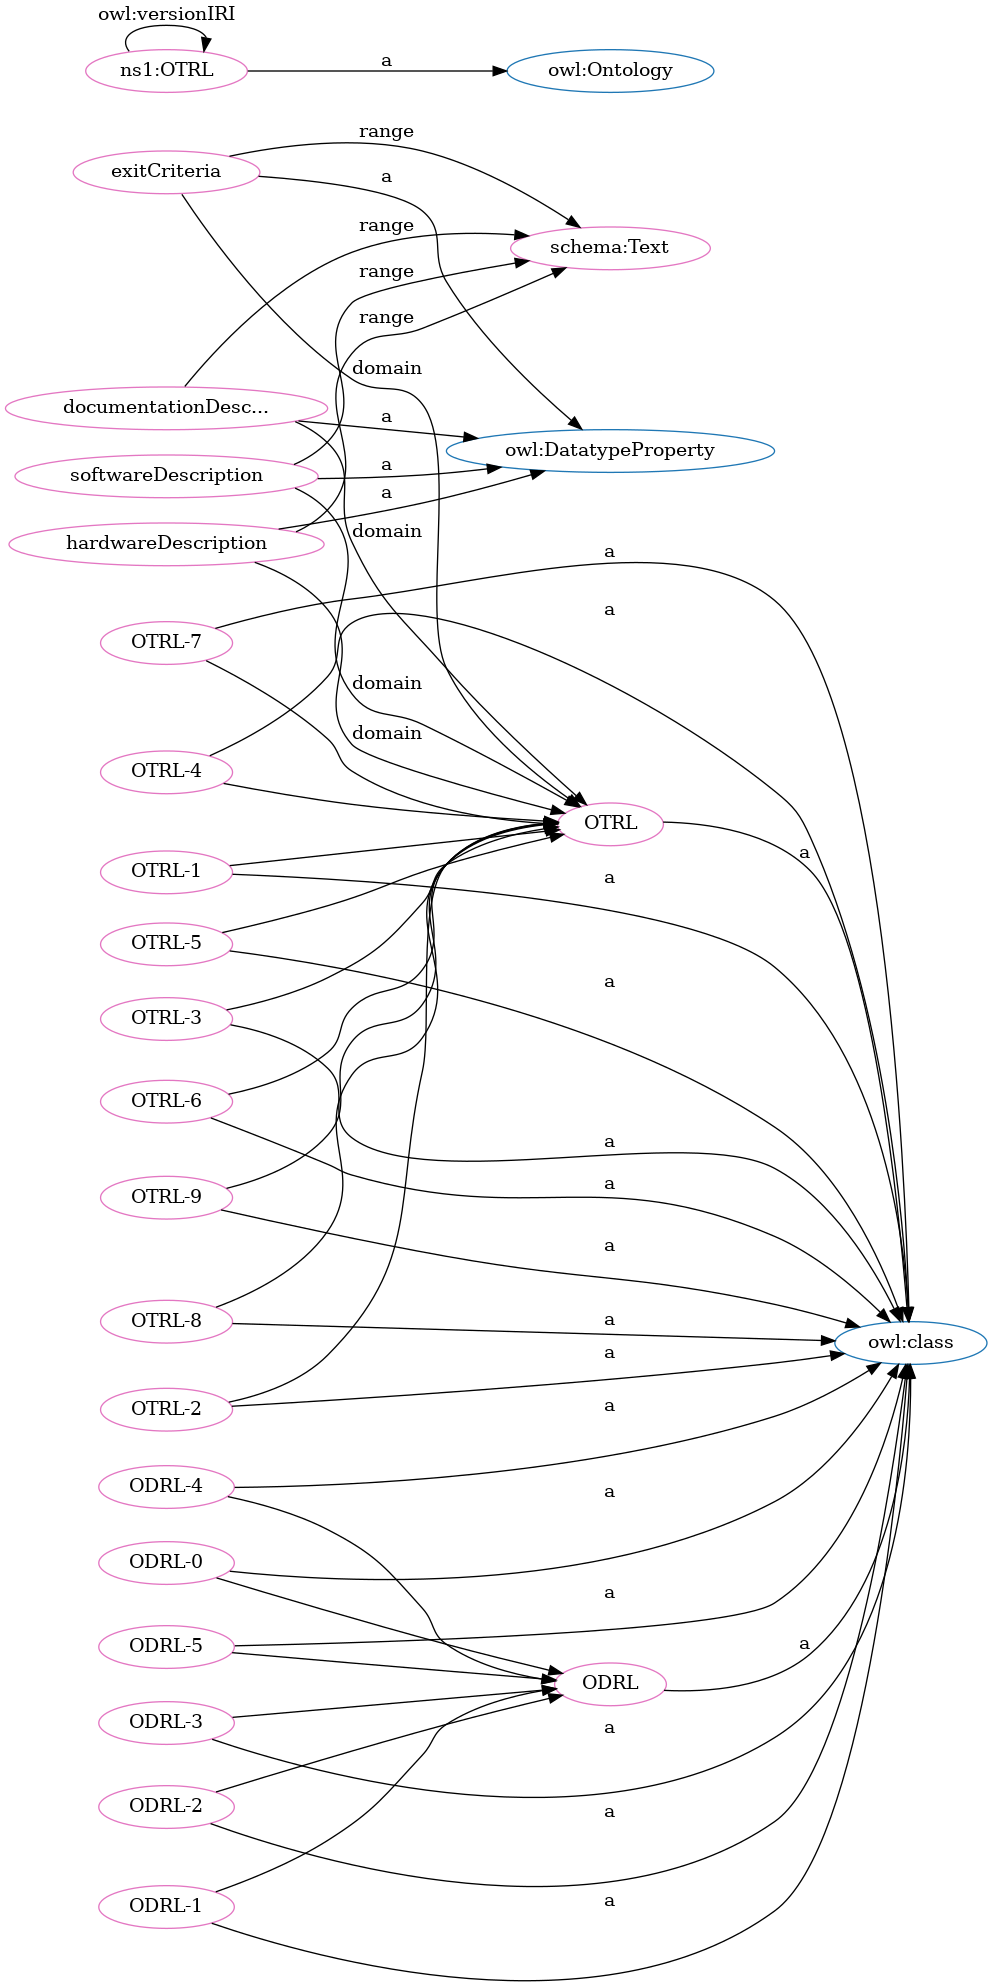 owl:versionIRI
ns1:OTRL
a
owl:Ontology
range
exitCriteria
a
range
schema:Text
range
range
domain
documentationDesc...
a
owl:DatatypeProperty
a
softwareDescription
a
domain
hardwareDescription
a
a
OTRL-7
domain
domain
OTRL-4
OTRL
a
OTRL-1
a
OTRL-5
a
OTRL-3
OTRL-6
a
a
OTRL-9
a
OTRL-8
a
owl:class
a
OTRL-2
a
ODRL-4
a
ODRL-0
a
ODRL-5
a
ODRL
ODRL-3
a
ODRL-2
a
ODRL-1
a